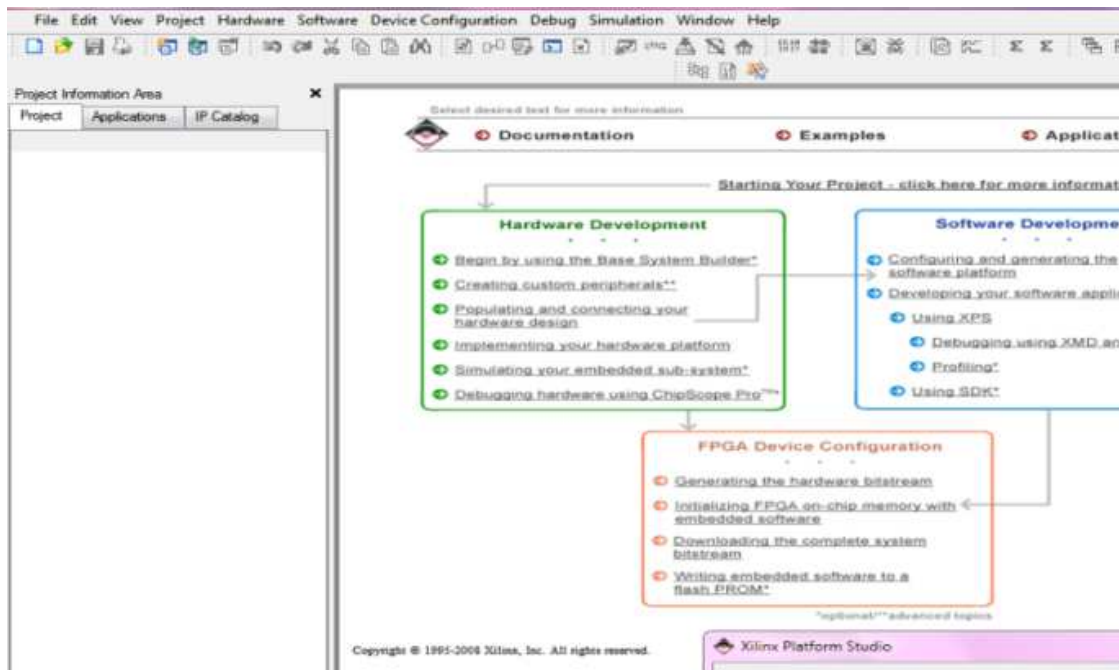 File Edit View Project Hardware Software Device Configuration Debug Simulation Window Help
Project Information Area
Project Applications IP Catalog
Select desired text for more information
Documentation Examples Applicat
Starting Your Project - click here for more informat
Hardware Development
Begin by using the Base System Builder*
Creating custom peripherals**
Populating and connecting your
hardware design
Implementing your hardware platform
Simulating your embedded sub-system*
Debugging hardware using ChipScope Pro
Software Developme
Configuring and generating the
software platform
Developing your software applic
Using XPS
Debugging using XMD an
Profiling*
Using SDK*
FPGA Device Configuration
Generating the hardware bitstream
Initializing FPGA on-chip memory with
embedded software
Downloading the complete system
bitstream
Writing embedded software to a
flash PROM*
*optional/**advanced topics
Copyright © 1995-2008 Xilinx, Inc. All rights reserved.
Xilinx Platform Studio